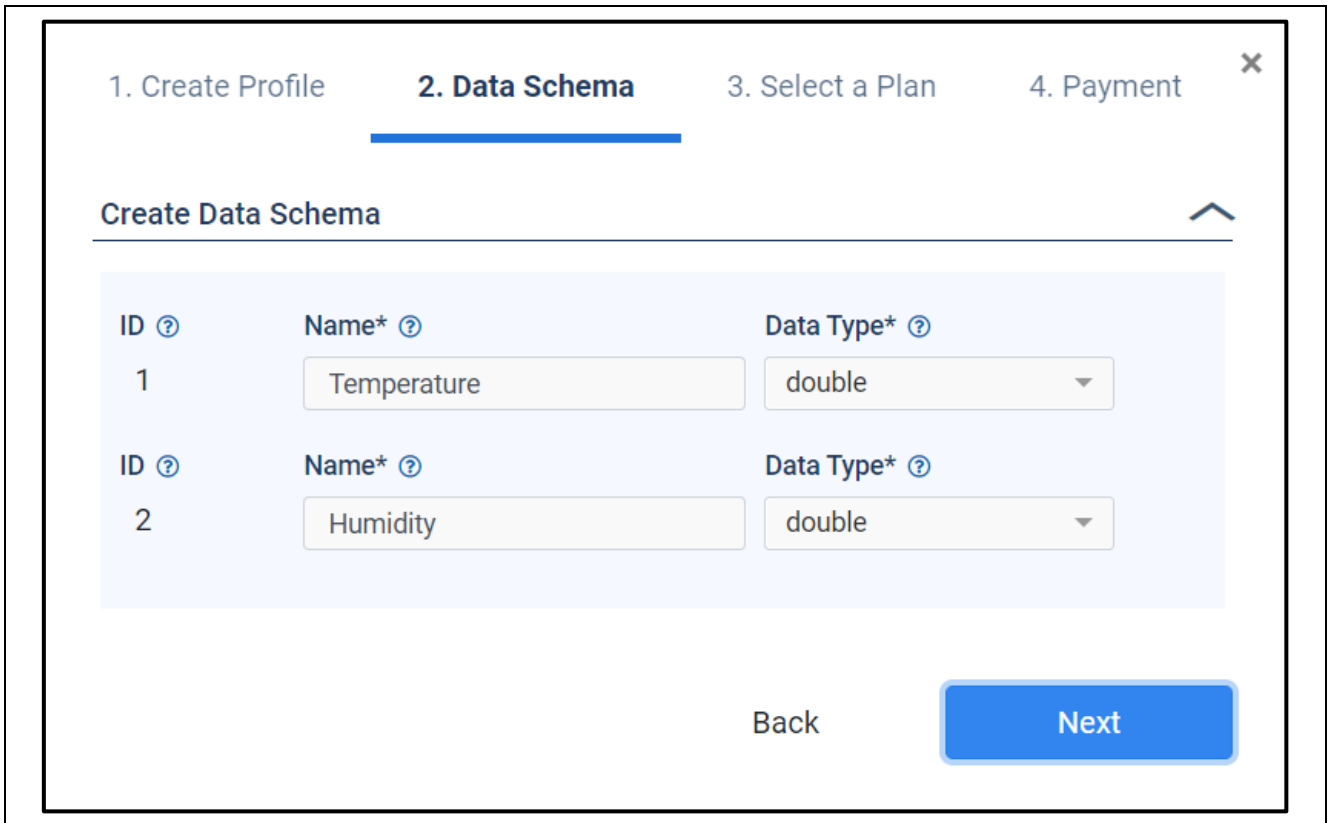 1. Create Profile 2. Data Schema 3. Select a Plan 4. Payment ×
Create Data Schema
ID ? Name* ? Data Type* ?
1 Temperature double
ID ? Name* ? Data Type* ?
2 Humidity double
Back Next